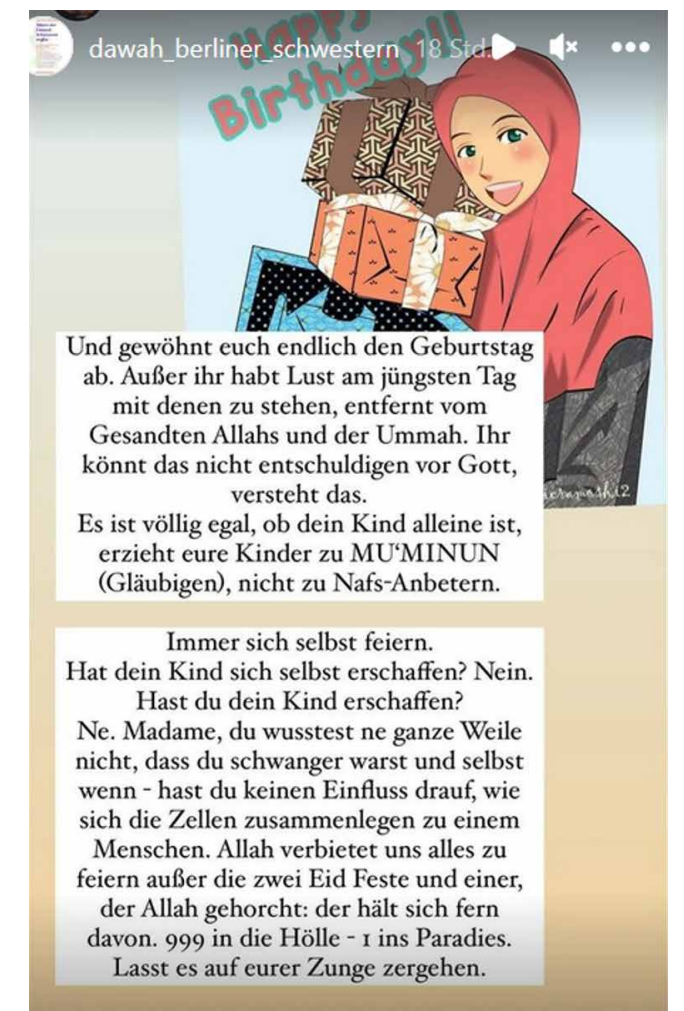 dawah_berliner_schwestern 18 Std.
Happy
Birthday!!
Und gewöhnt euch endlich den Geburtstag
ab. Außer ihr habt Lust am jüngsten Tag
mit denen zu stehen, entfernt vom
Gesandten Allahs und der Ummah. Ihr
könnt das nicht entschuldigen vor Gott,
versteht das.
Es ist völlig egal, ob dein Kind alleine ist,
erzieht eure Kinder zu MU‘MINUN
(Gläubigen), nicht zu Nafs-Anbetern.
Immer sich selbst feiern.
Hat dein Kind sich selbst erschaffen? Nein.
Hast du dein Kind erschaffen?
Ne. Madame, du wusstest ne ganze Weile
nicht, dass du schwanger warst und selbst
wenn - hast du keinen Einfluss drauf, wie
sich die Zellen zusammenlegen zu einem
Menschen. Allah verbietet uns alles zu
feiern außer die zwei Eid Feste und einer,
der Allah gehorcht: der hält sich fern
davon. 999 in die Hölle - 1 ins Paradies.
Lasst es auf eurer Zunge zergehen.